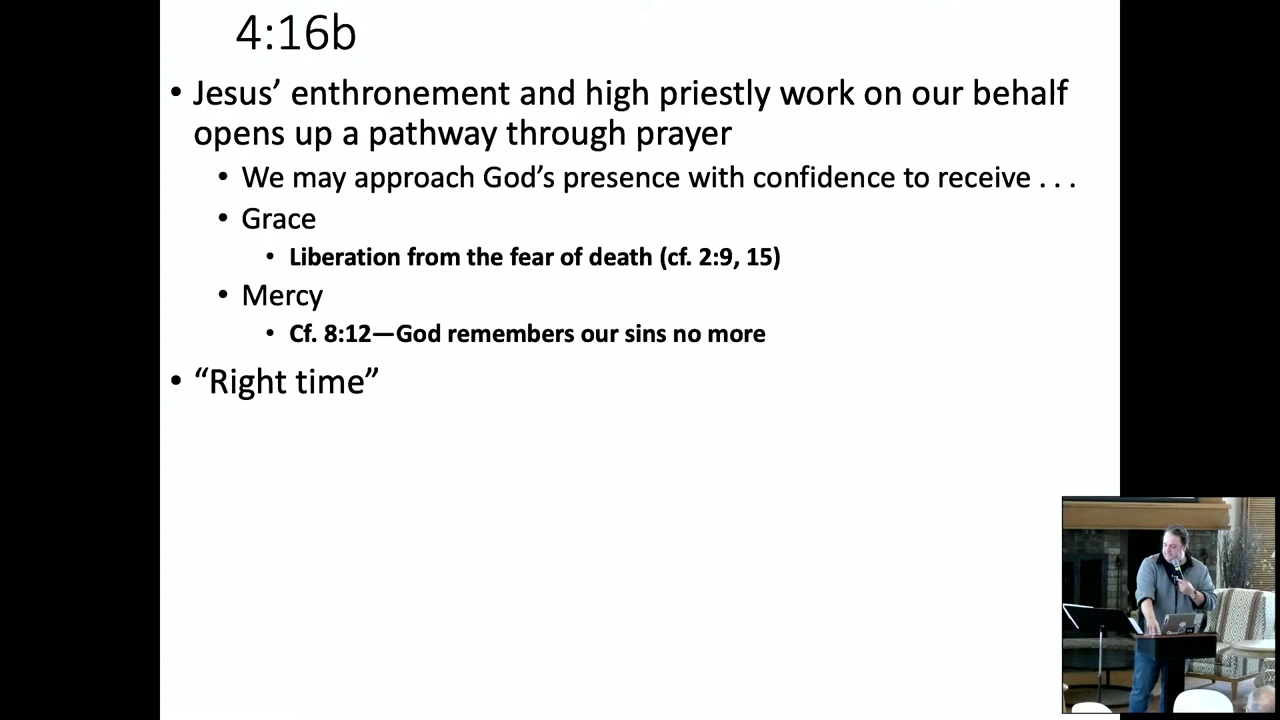 4:16b
• Jesus’ enthronement and high priestly work on our behalf
opens up a pathway through prayer
• We may approach God’s presence with confidence to receive . . .
• Grace
• Liberation from the fear of death (cf. 2:9, 15)
• Mercy
• Cf. 8:12—God remembers our sins no more
• “Right time”